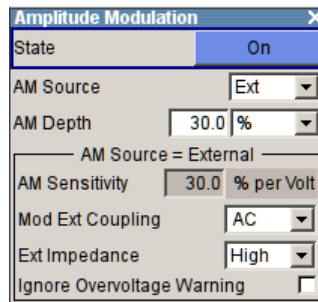 Amplitude Modulation X
State On
AM Source Ext
AM Depth 30.0 %
AM Source = External
AM Sensitivity 30.0 % per Volt
Mod Ext Coupling AC
Ext Impedance High
Ignore Overvoltage Warning